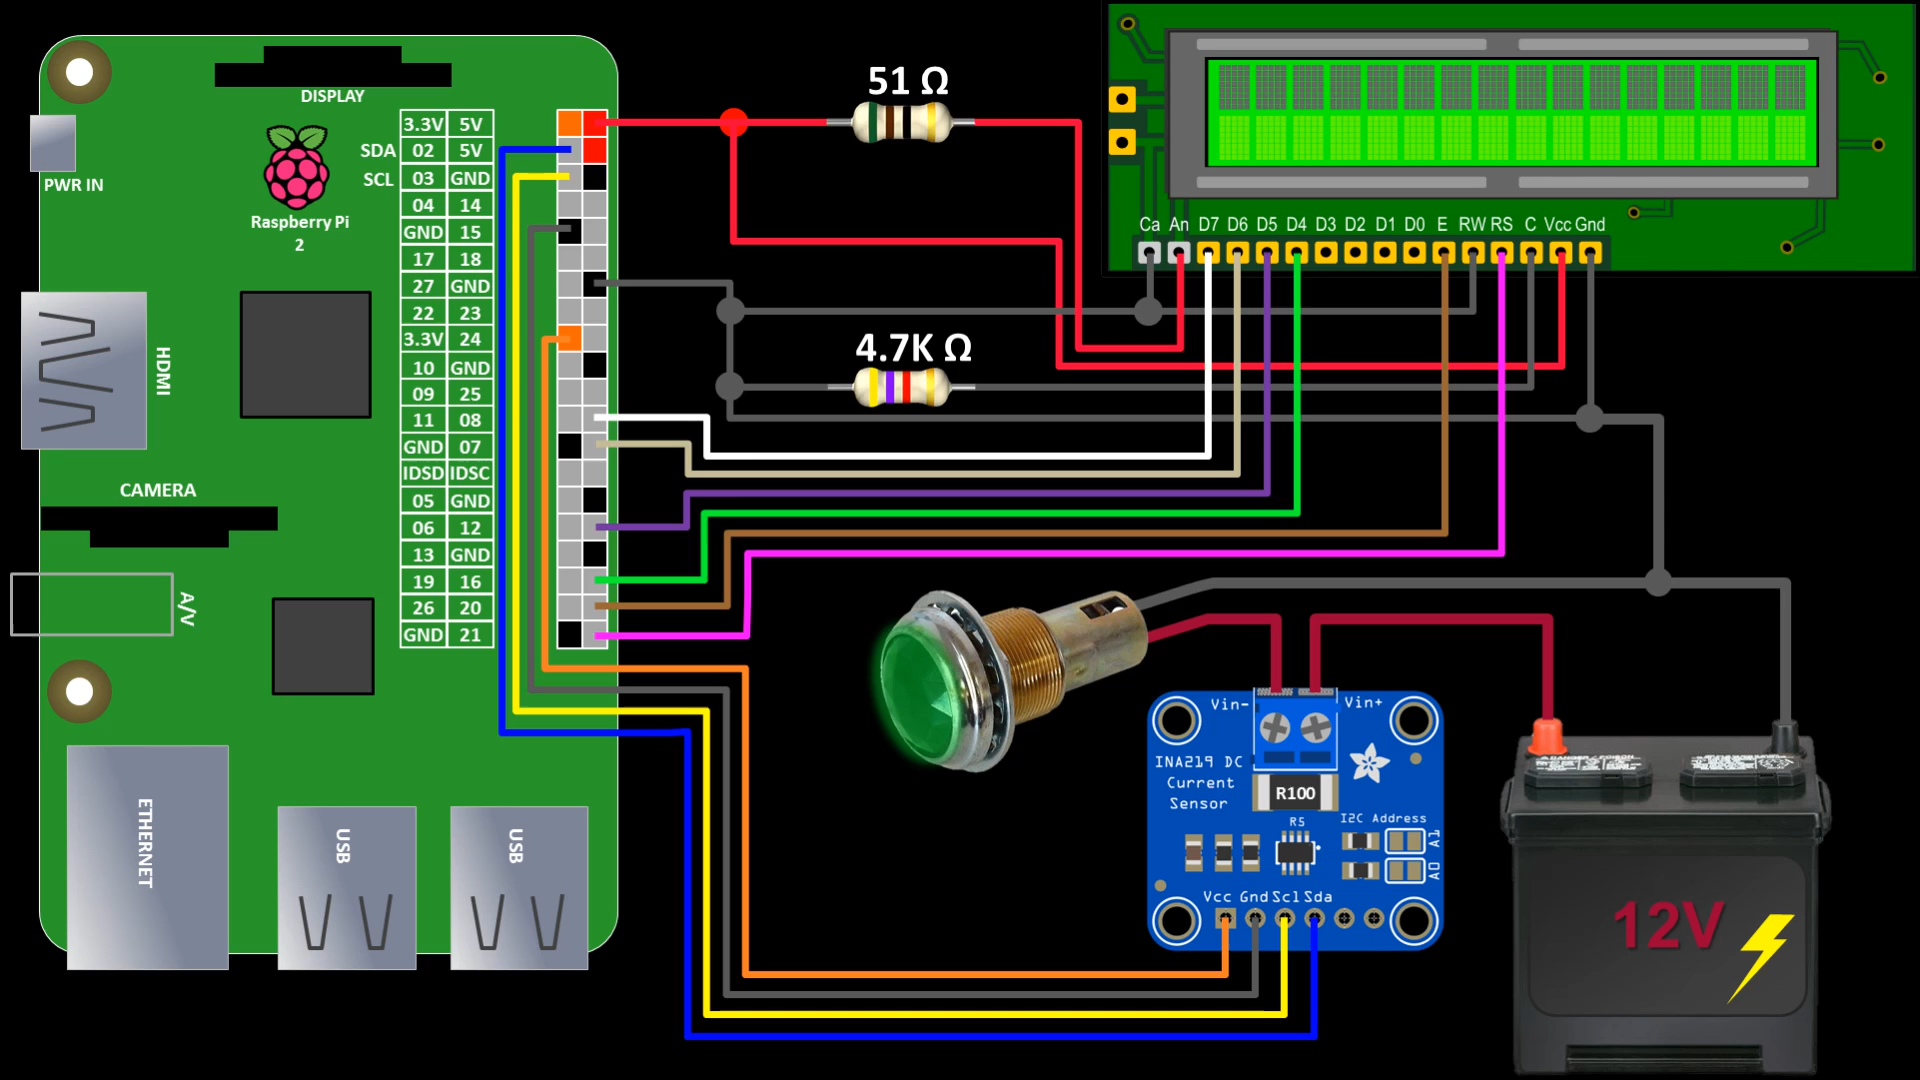 DISPLAY
PWR IN
Raspberry Pi
2
HDMI
CAMERA
A/V
ETHERNET
USB
USB
3.3V 5V
SDA 02 5V
SCL 03 GND
04 14
GND 15
17 18
27 GND
22 23
3.3V 24
10 GND
09 25
11 08
GND 07
IDSD IDSC
05 GND
06 12
13 GND
19 16
26 20
GND 21
51 Ω
4.7K Ω
Ca An D7 D6 D5 D4 D3 D2 D1 D0 E RW RS C Vcc Gnd
Vin- Vin+
INA219 DC
Current
Sensor
R100
R5
I2C Address
A1
A0
Vcc Gnd Scl Sda
12V